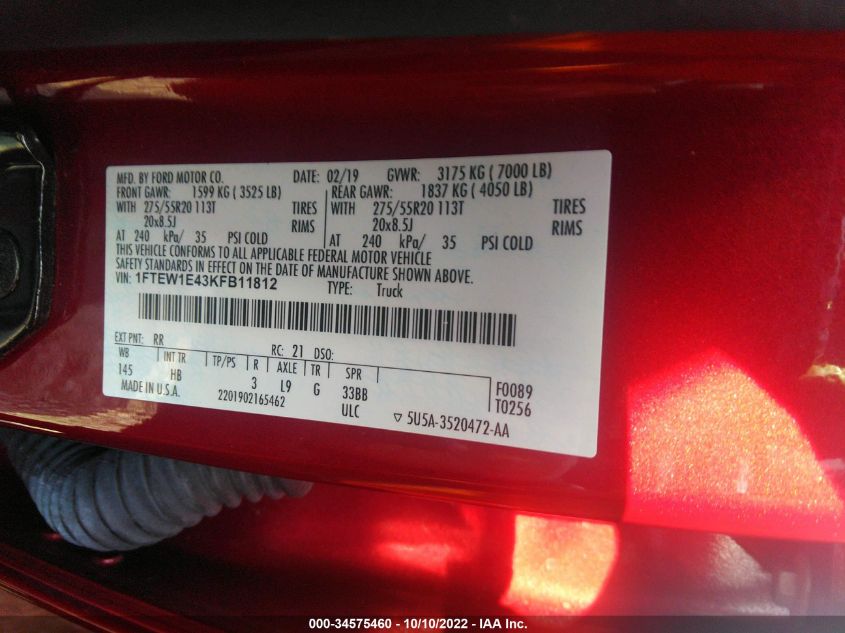 MFD. BY FORD MOTOR CO. DATE: 02/19 GVWR: 3175 KG ( 7000 LB)
FRONT GAWR: 1599 KG ( 3525 LB) REAR GAWR: 1837 KG ( 4050 LB)
WITH 275/55R20 113T TIRES WITH 275/55R20 113T TIRES
20x8.5J RIMS 20x8.5J RIMS
AT 240 kPa/ 35 PSI COLD AT 240 kPa/ 35 PSI COLD
THIS VEHICLE CONFORMS TO ALL APPLICABLE FEDERAL MOTOR VEHICLE
SAFETY STANDARDS IN EFFECT ON THE DATE OF MANUFACTURE SHOWN ABOVE.
1FTEW1E43KFB11812 TYPE: Truck
EXT PNT: RR RC: 21 DSO:
WB INT TR TP/PS R AXLE TR SPR
145 HB 3 L9 G 33BB F0089
MADE IN U.S.A. 2201902165462 ULC T0256
▽ 5U5A-3520472-AA
000-34575460 - 10/10/2022 - IAA Inc.